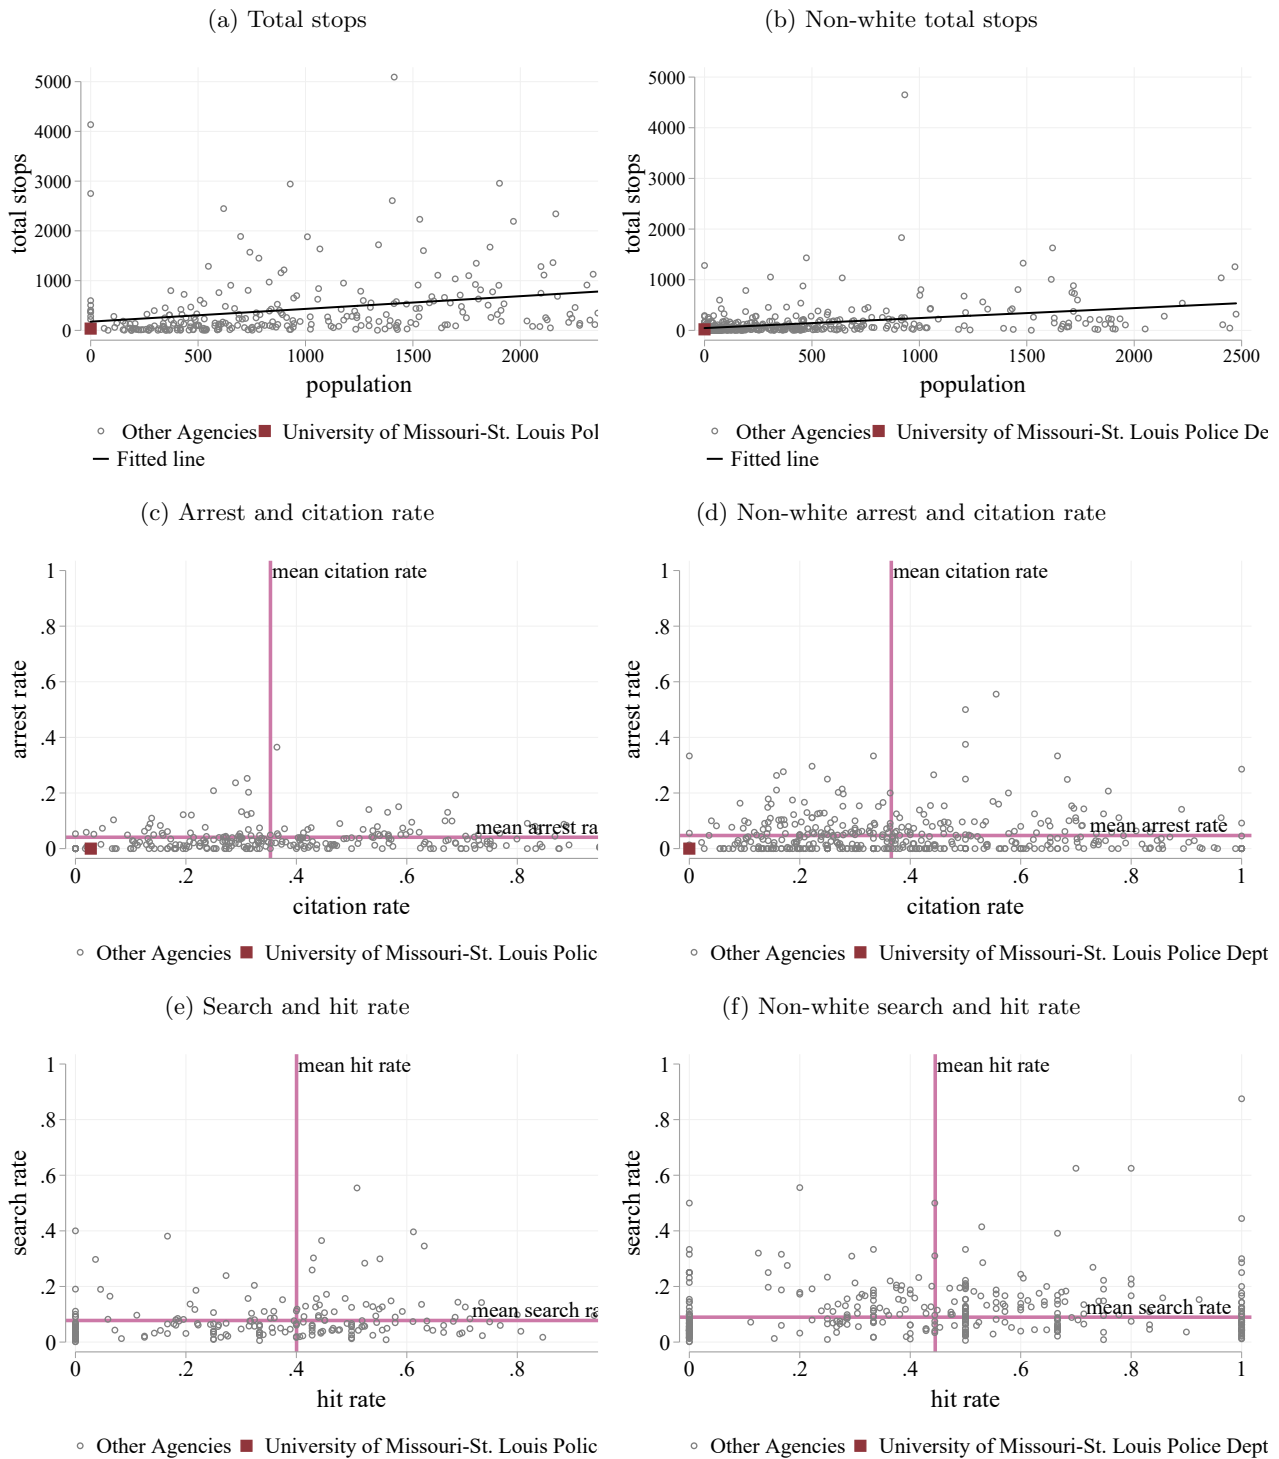 (a) Total stops
total stops
5000
4000
3000
2000
1000
0
0 500 1000 1500 2000
population
Other Agencies University of Missouri-St. Louis Pol
Fitted line
(b) Non-white total stops
total stops
5000
4000
3000
2000
1000
0
0 500 1000 1500 2000 2500
population
Other Agencies University of Missouri-St. Louis Police De
Fitted line
(c) Arrest and citation rate
mean citation rate
arrest rate
1
.8
.6
.4
.2
0
mean arrest ra
0 .2 .4 .6 .8
citation rate
Other Agencies University of Missouri-St. Louis Polic
(d) Non-white arrest and citation rate
mean citation rate
arrest rate
1
.8
.6
.4
.2
0
mean arrest rate
0 .2 .4 .6 .8 1
citation rate
Other Agencies University of Missouri-St. Louis Police Dept
(e) Search and hit rate
mean hit rate
search rate
1
.8
.6
.4
.2
0
mean search ra
0 .2 .4 .6 .8
hit rate
Other Agencies University of Missouri-St. Louis Polic
(f) Non-white search and hit rate
mean hit rate
search rate
1
.8
.6
.4
.2
0
mean search rate
0 .2 .4 .6 .8 1
hit rate
Other Agencies University of Missouri-St. Louis Police Dept